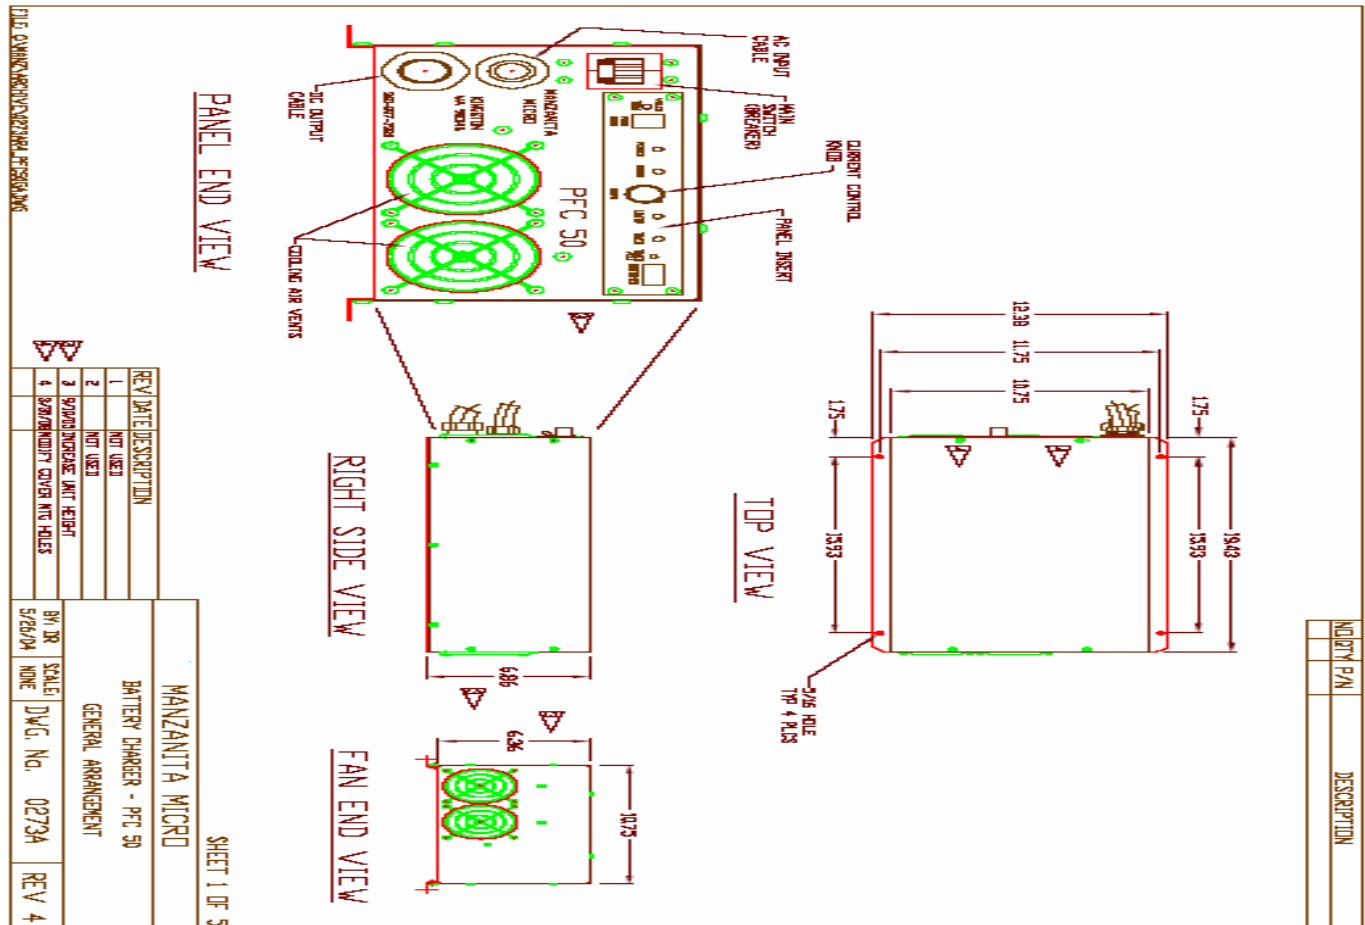 AC INPUT
CABLE
MAIN
SWITCH
(BREAKER)
CURRENT CONTROL
KNOB
PANEL INSERT
DC OUTPUT
CABLE
MANZANITA
MICRO
KINGSTON
PFC 50
COOLING AIR VENTS
PANEL END VIEW
12.38
11.75
10.75
1.75
1.75
15.93
15.93
19.43
TOP VIEW
5/16 HOLE
TYP 4 PLCS
RIGHT SIDE VIEW
6.86
6.36
10.75
FAN END VIEW
NO QTY P/N DESCRIPTION
REV DATE DESCRIPTION
1 NOT USED
2 NOT USED
3 INCREASE UNIT HEIGHT
4 MODIFY COVER MTG HOLES
SHEET 1 OF 5
MANZANITA MICRO
BATTERY CHARGER - PFC 50
GENERAL ARRANGEMENT
BY: DR
5/26/04
SCALE:
NONE
DWG. No. 0273A
REV 4